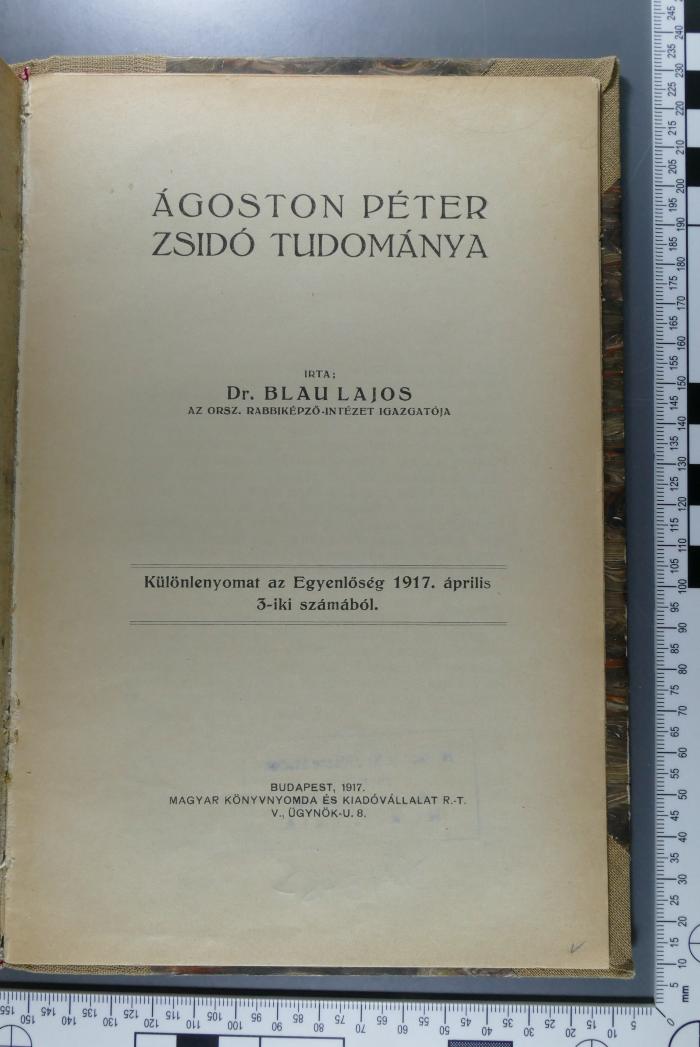 ÁGOSTON PÉTER
ZSIDÓ TUDOMÁNYA
IRTA;
Dr. BLAU LAJOS
AZ ORSZ. RABBIKÉPZŐ-INTÉZET IGAZGATÓJA
Különlenyomat az Egyenlőség 1917. április
3-iki számából.
BUDAPEST, 1917.
MAGYAR KÖNYVNYOMDA ÉS KIADÓVÁLLALAT R.-T.
V., ÜGYNÖK-U. 8.